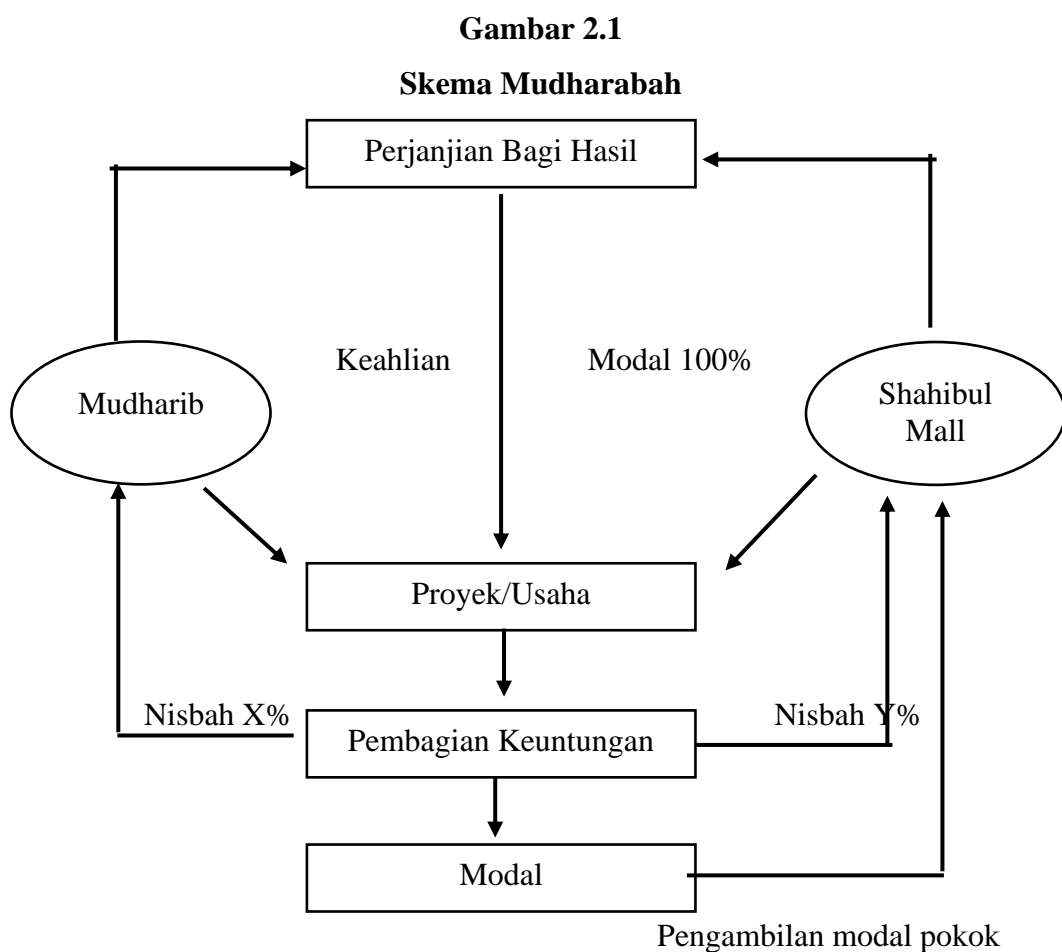 Gambar 2.1
Skema Mudharabah
Perjanjian Bagi Hasil
Keahlian
Modal 100%
Mudharib
Shahibul
Mall
Proyek/Usaha
Nisbah X%
Nisbah Y%
Pembagian Keuntungan
Modal
Pengambilan modal pokok